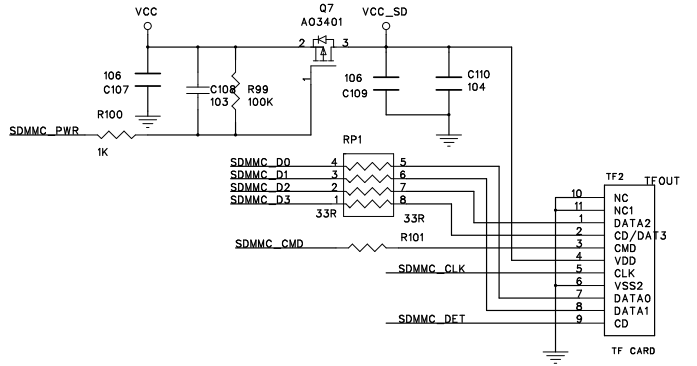 Q7
VCC
AO3401
VCC_SD
2
3
1
106
C107
C108
103
R99
100K
106
C109
C110
104
R100
SDMMC_PWR
1K
RP1
SDMMC_D0 4 5
SDMMC_D1 3 6
SDMMC_D2 2 7
SDMMC_D3 1 8
33R 33R
SDMMC_CMD
R101
SDMMC_CLK
SDMMC_DET
TF2
TFOUT
10 NC
11 NC1
1 DATA2
2 CD/DAT3
3 CMD
4 VDD
5 CLK
6 VSS2
7 DATA0
8 DATA1
9 CD
TF CARD